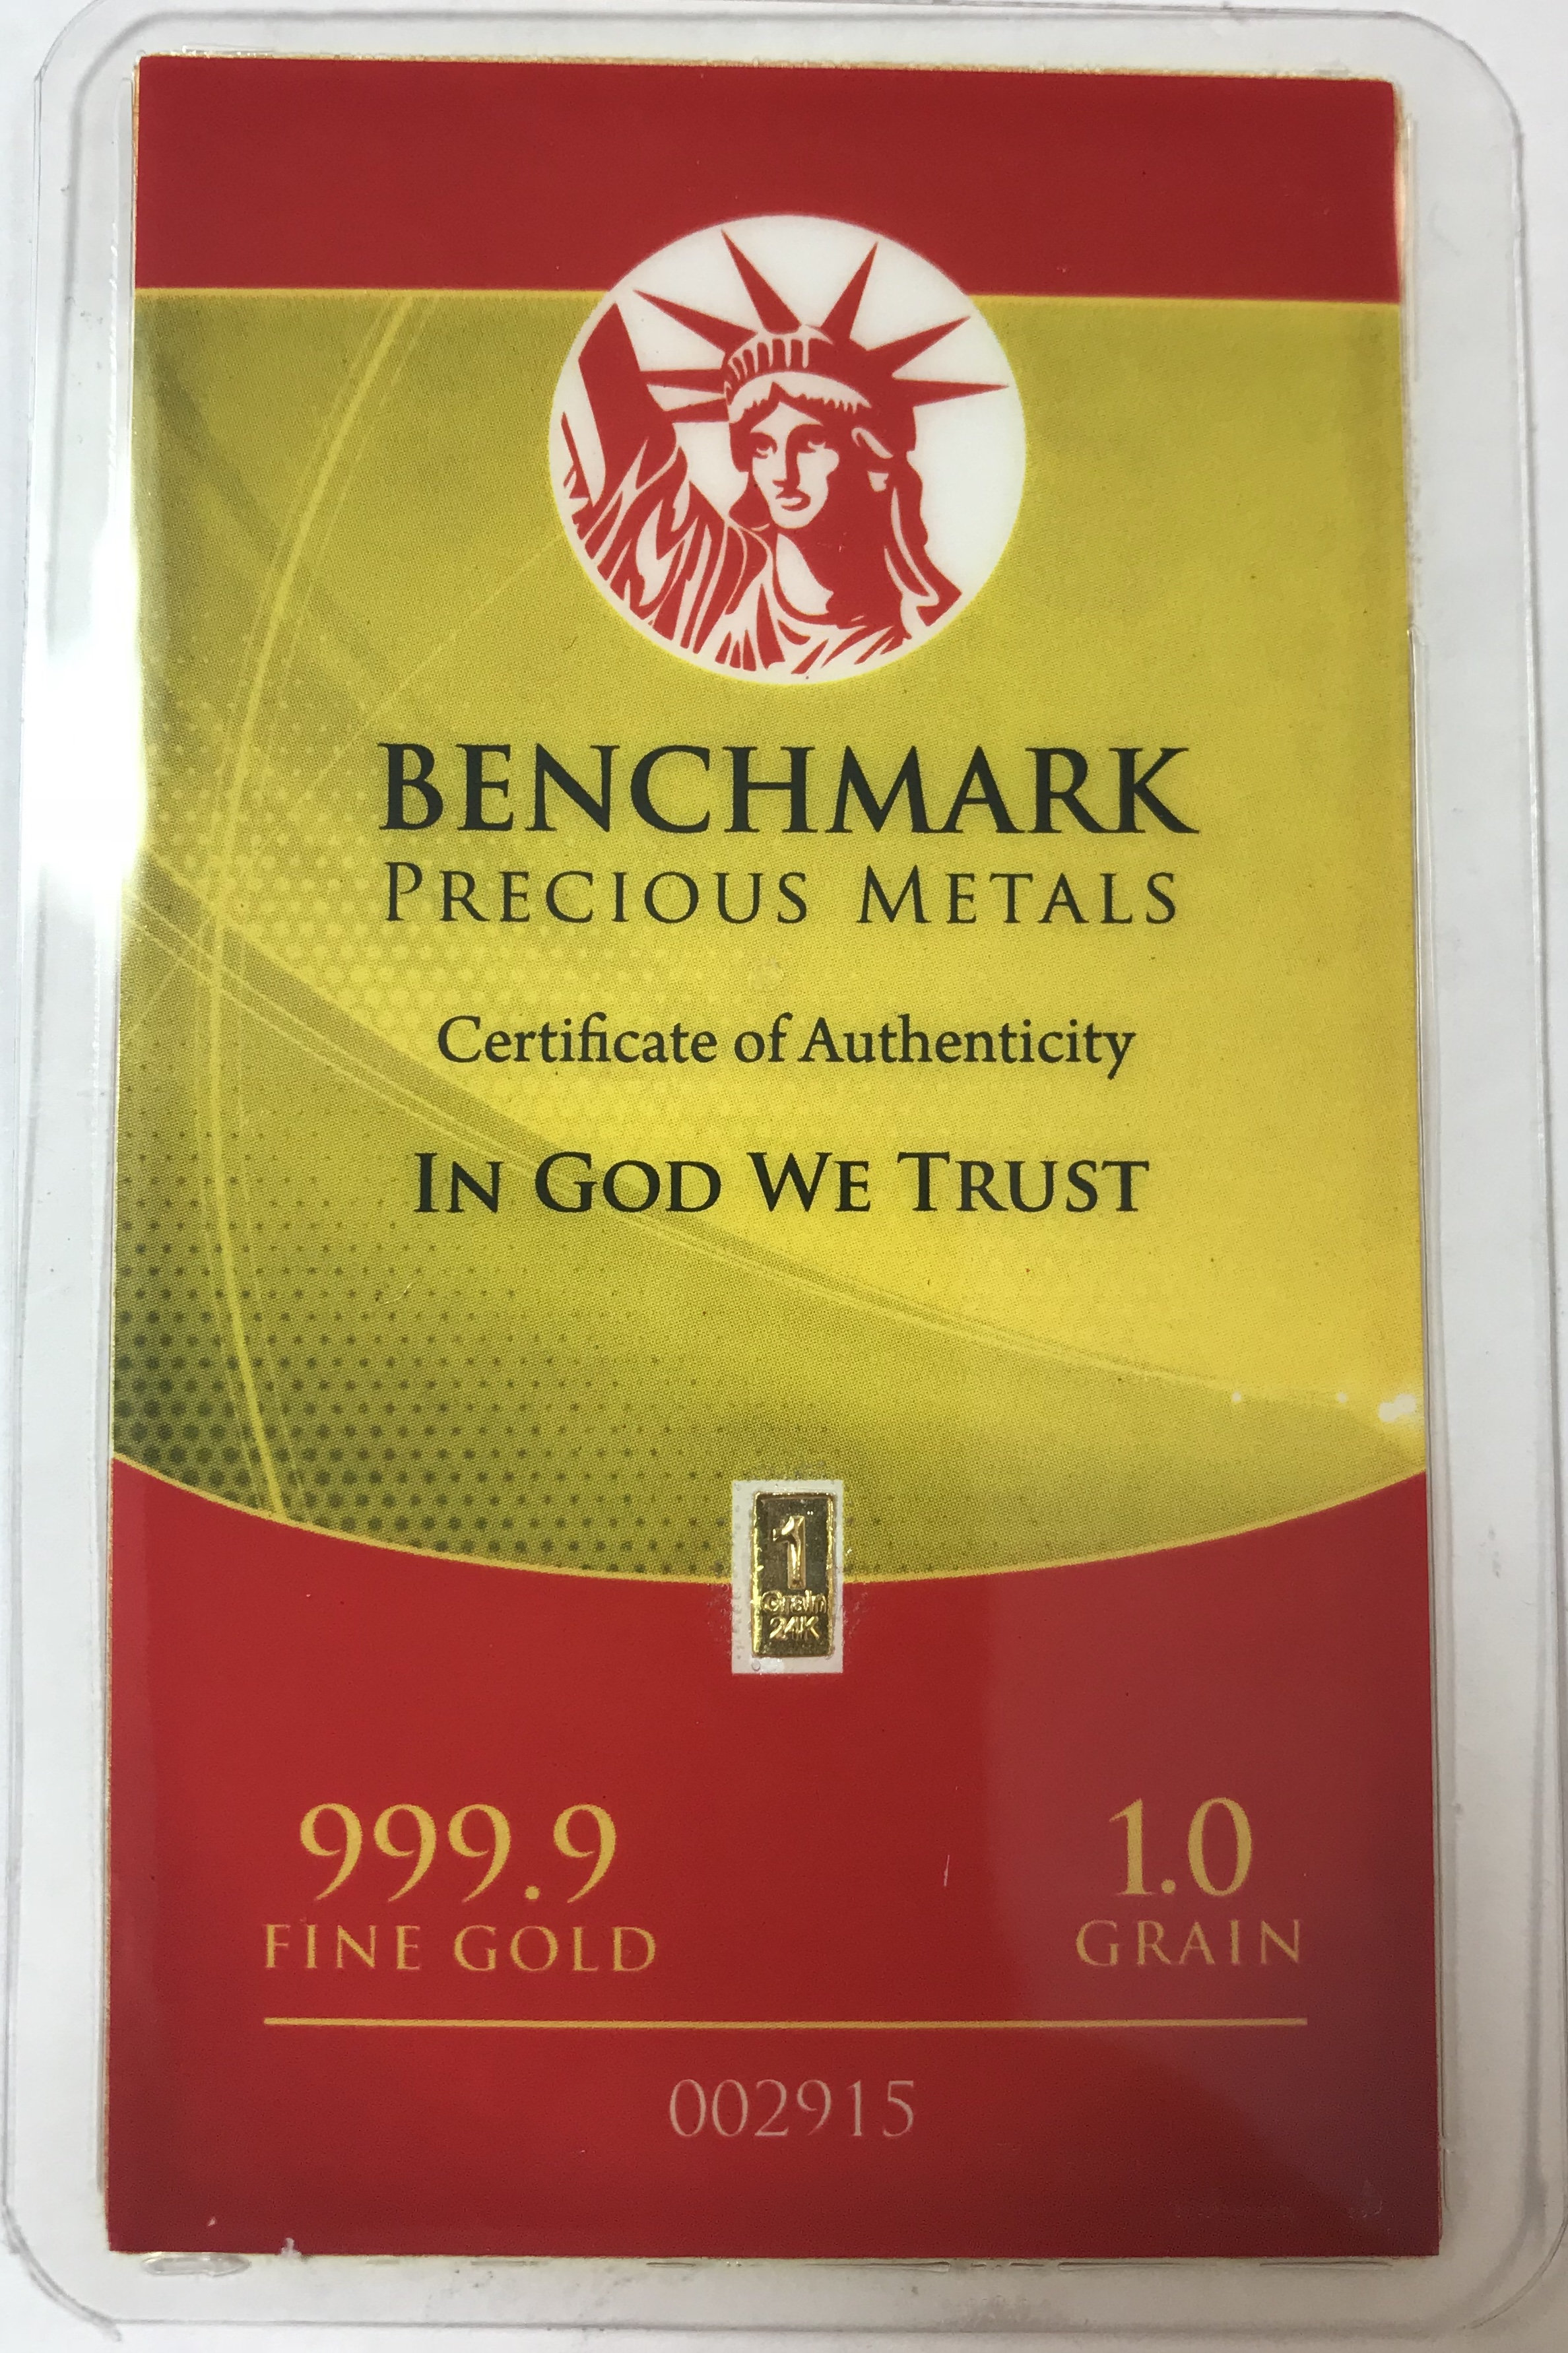 BENCHMARK
PRECIOUS METALS
Certificate of Authenticity
IN GOD WE TRUST
1
Grain
24K
999.9
FINE GOLD
1.0
GRAIN
002915